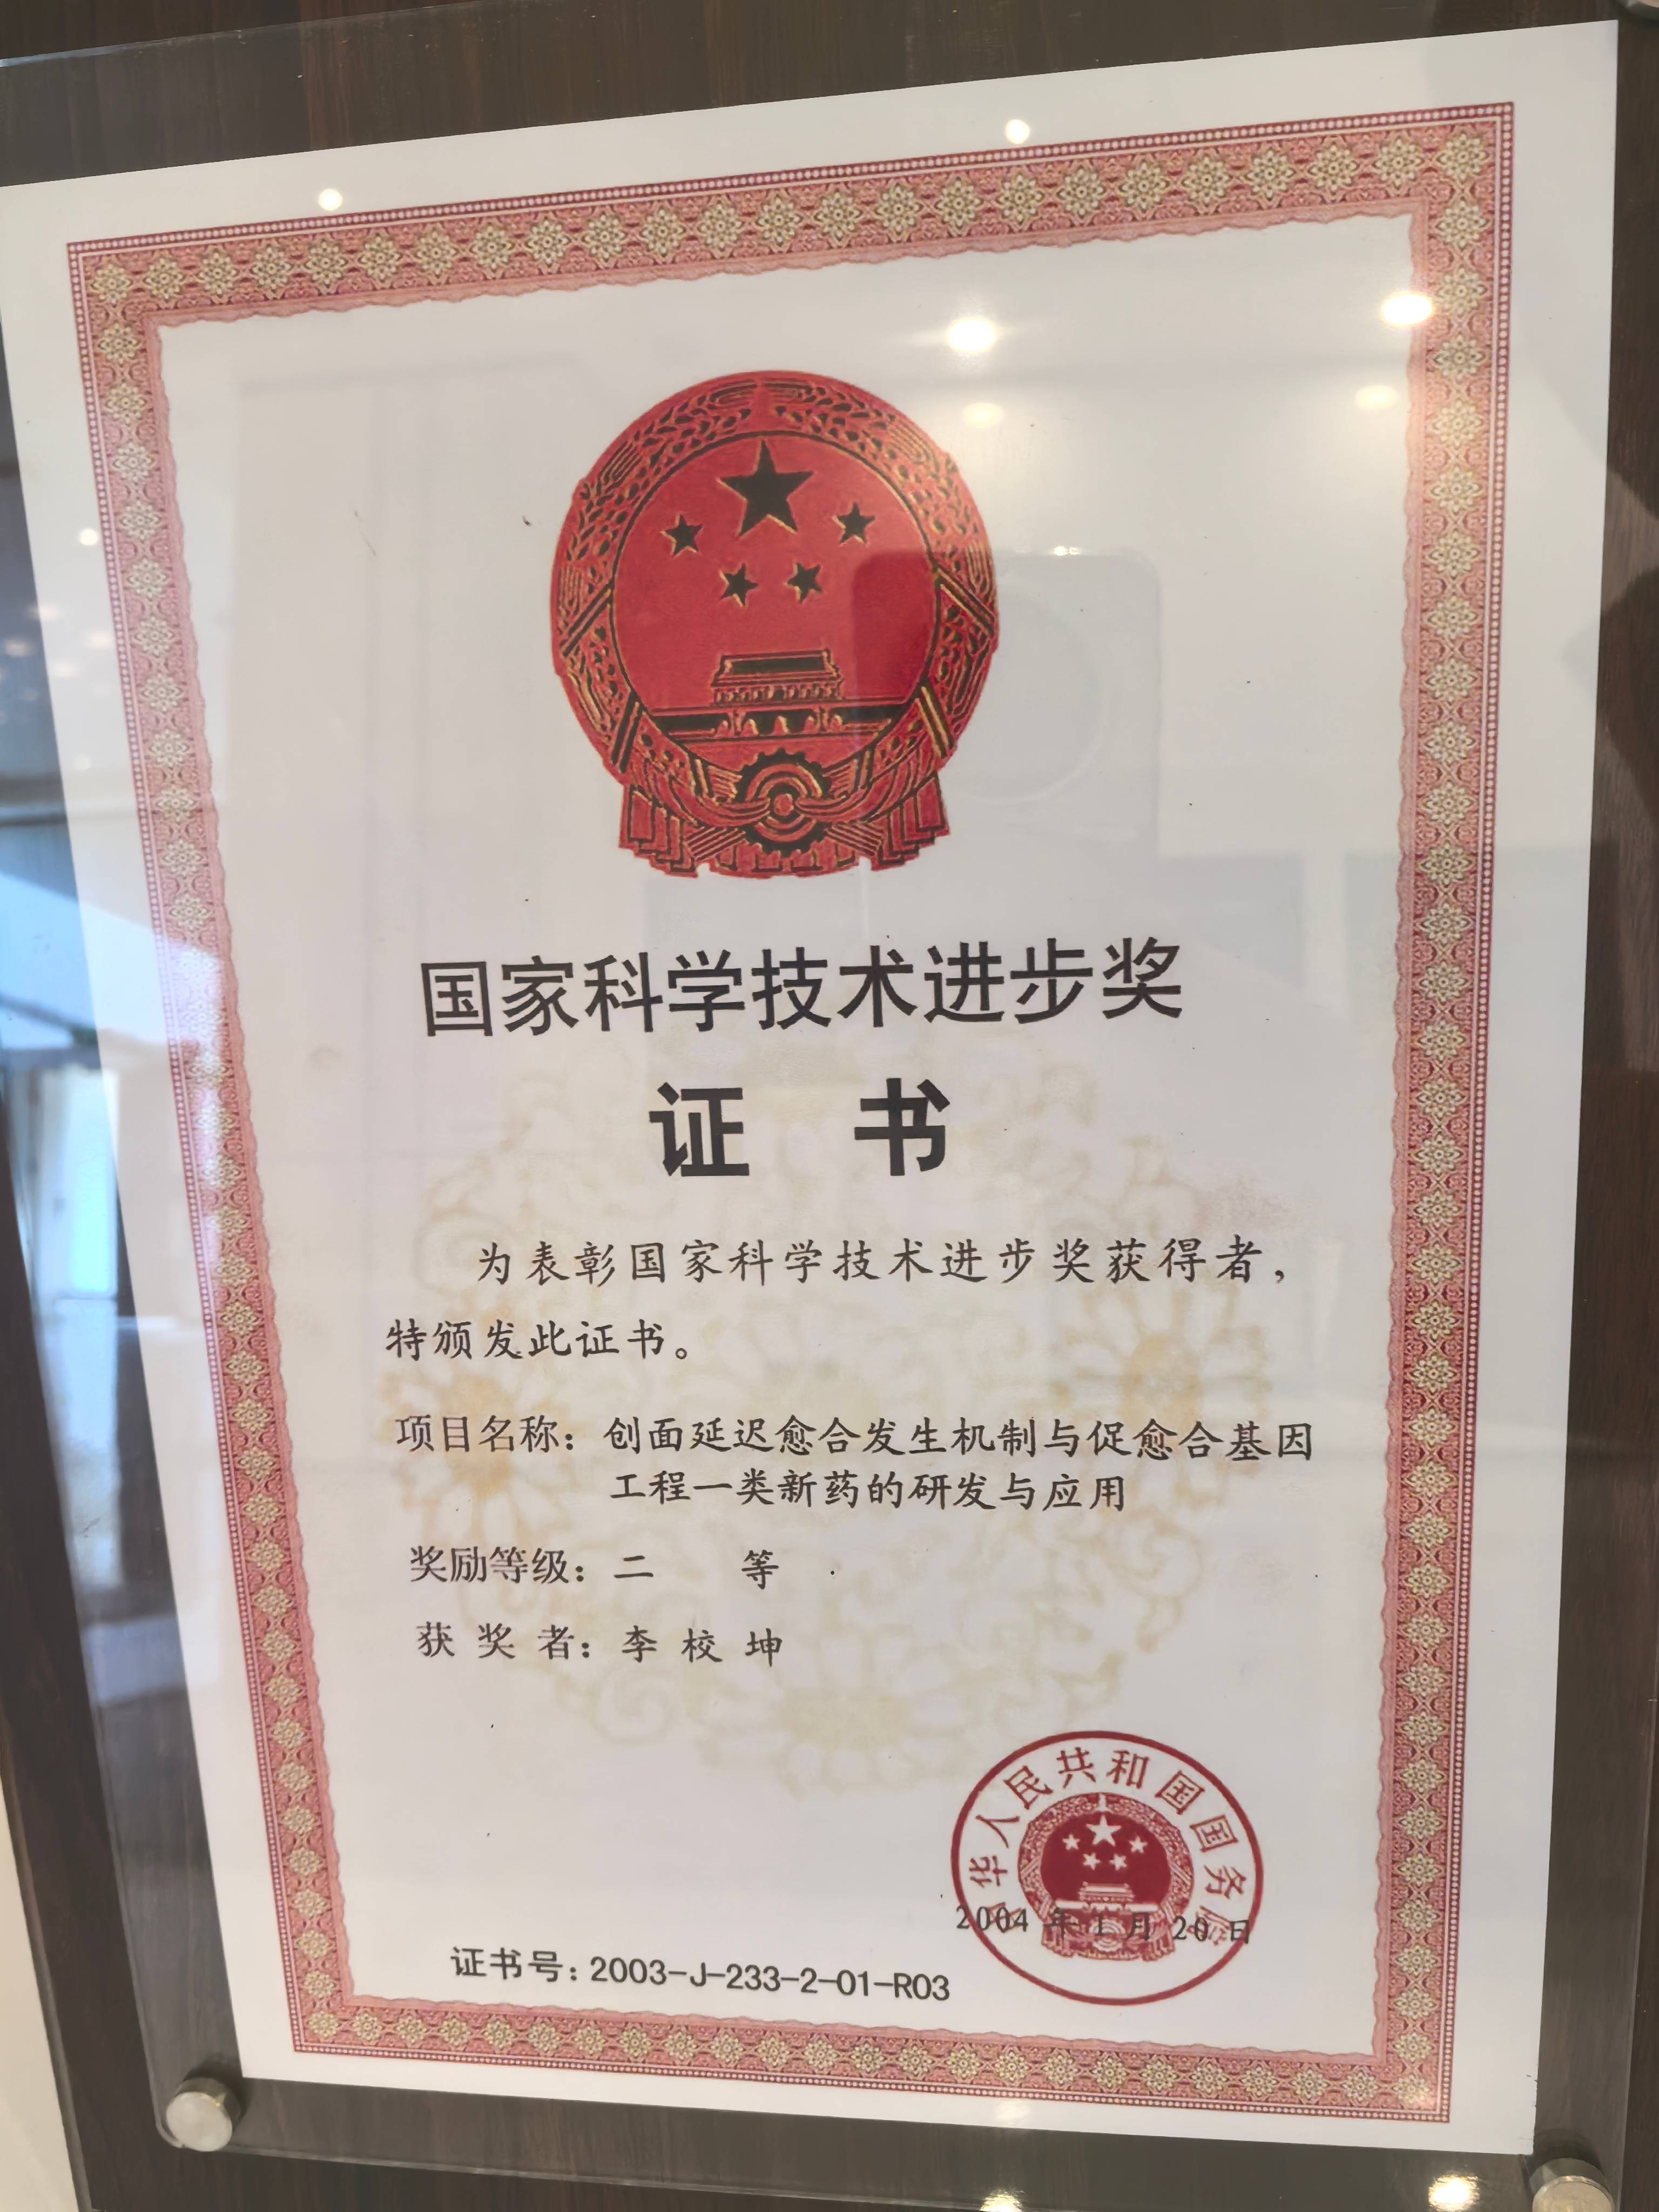 国家科学技术进步奖
证 书
为表彰国家科学技术进步奖获得者，
特颁发此证书。
项目名称：创面延迟愈合发生机制与促愈合基因
工程一类新药的研发与应用
奖励等级：二 等
获奖者：李校坤
中华人民共和国国务院
2004 年 1 月 20 日
证书号：2003-J-233-2-01-R03